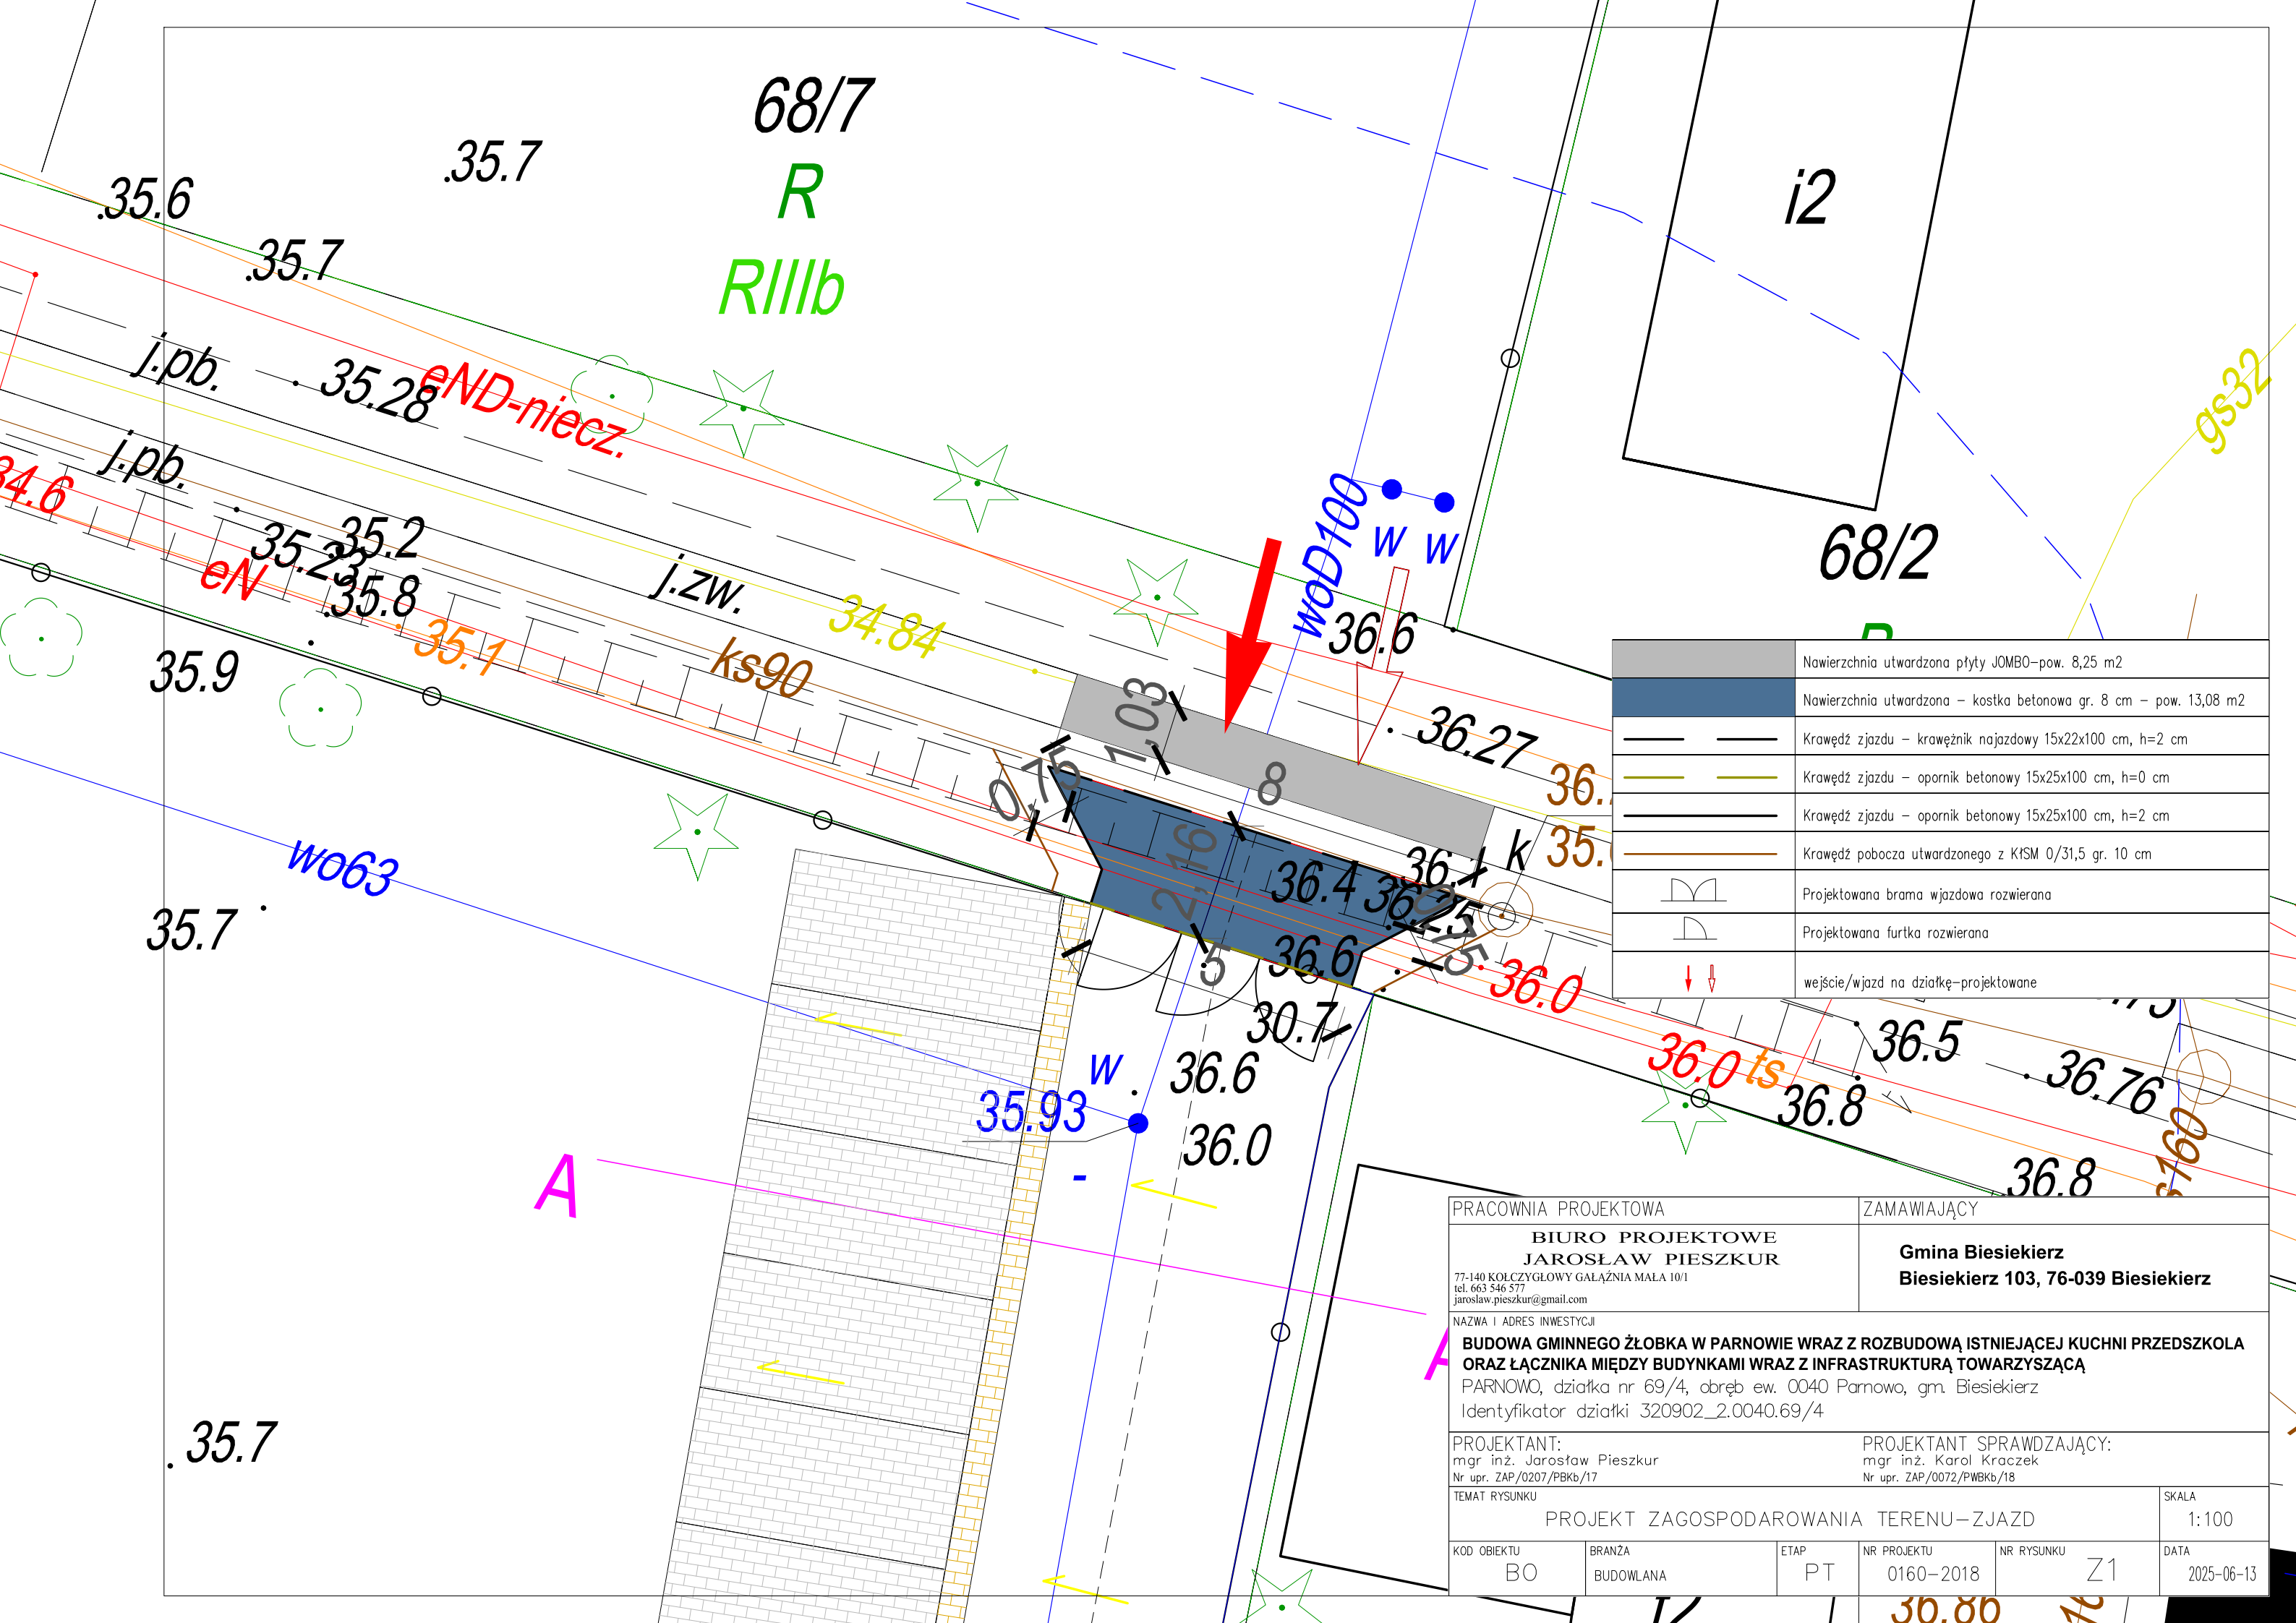 68/7
R
RIIIb
35.7
35.6
35.7
i2
gs32
j.pb.
35.28
eND-niecz.
j.pb.
34.6
35.2
35.23
eN
35.8
35.9
35.1
j.zw.
34.84
ks90
woD100
w w
36.6
68/2
36.27
1,03
0,75
8
2,16
36.4
36.25
36.6
5
30.7
k
36.0
wo63
35.7
w
36.6
35.93
36.0
-
A
35.7
36.0
ts
36.5
36.8
36.76
36.8
36.86
Nawierzchnia utwardzona płyty JOMBO-pow. 8,25 m2
Nawierzchnia utwardzona - kostka betonowa gr. 8 cm - pow. 13,08 m2
Krawędź zjazdu - krawężnik najazdowy 15x22x100 cm, h=2 cm
Krawędź zjazdu - opornik betonowy 15x25x100 cm, h=0 cm
Krawędź zjazdu - opornik betonowy 15x25x100 cm, h=2 cm
Krawędź pobocza utwardzonego z KŁSM 0/31,5 gr. 10 cm
Projektowana brama wjazdowa rozwierana
Projektowana furtka rozwierana
wejście/wjazd na działkę-projektowane
PRACOWNIA PROJEKTOWA
ZAMAWIAJĄCY
BIURO PROJEKTOWE
JAROSŁAW PIESZKUR
77-140 KOŁCZYGŁOWY GAŁĄŹNIA MAŁA 10/1
tel. 663 546 577
jaroslaw.pieszkur@gmail.com
Gmina Biesiekierz
Biesiekierz 103, 76-039 Biesiekierz
NAZWA I ADRES INWESTYCJI
BUDOWA GMINNEGO ŻŁOBKA W PARNOWIE WRAZ Z ROZBUDOWĄ ISTNIEJĄCEJ KUCHNI PRZEDSZKOLA
ORAZ ŁĄCZNIKA MIĘDZY BUDYNKAMI WRAZ Z INFRASTRUKTURĄ TOWARZYSZĄCĄ
PARNOWO, działka nr 69/4, obręb ew. 0040 Parnowo, gm. Biesiekierz
Identyfikator działki 320902_2.0040.69/4
PROJEKTANT:
mgr inż. Jarosław Pieszkur
Nr upr. ZAP/0207/PBKb/17
PROJEKTANT SPRAWDZAJĄCY:
mgr inż. Karol Kraczek
Nr upr. ZAP/0072/PWBKb/18
TEMAT RYSUNKU
PROJEKT ZAGOSPODAROWANIA TERENU-ZJAZD
SKALA
1:100
KOD OBIEKTU
BO
BRANŻA
BUDOWLANA
ETAP
PT
NR PROJEKTU
0160-2018
NR RYSUNKU
Z1
DATA
2025-06-13